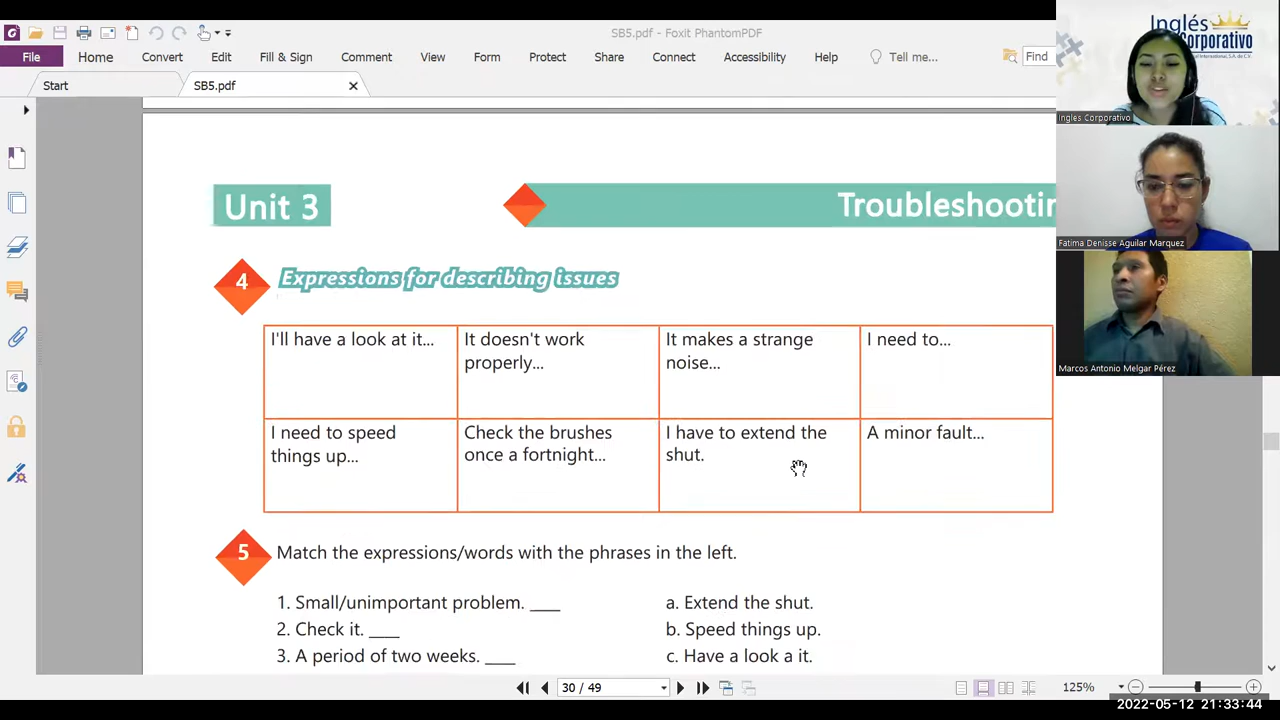 SB5.pdf - Foxit PhantomPDF
File Home Convert Edit Fill & Sign Comment View Form Protect Share Connect Accessibility Help Tell me... Find
Start SB5.pdf
Inglés
Corporativo
Ingles Corporativo
Fatima Denisse Aguilar Marquez
Marcos Antonio Melgar Pérez
Unit 3
Troubleshootin
4 Expressions for describing issues
I'll have a look at it...
It doesn't work
properly...
It makes a strange
noise...
I need to...
I need to speed
things up...
Check the brushes
once a fortnight...
I have to extend the
shut.
A minor fault...
5 Match the expressions/words with the phrases in the left.
1. Small/unimportant problem. ____
a. Extend the shut.
2. Check it. ____
b. Speed things up.
3. A period of two weeks. ____
c. Have a look a it.
30 / 49
125%
2022-05-12 21:33:44